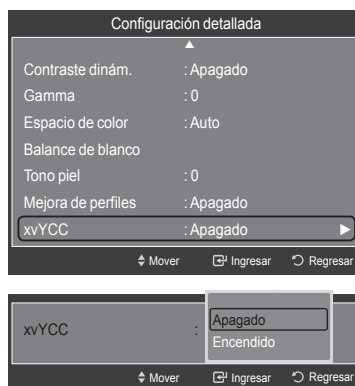 Configuración detallada
Contraste dinám. : Apagado
Gamma : 0
Espacio de color : Auto
Balance de blanco
Tono piel : 0
Mejora de perfiles : Apagado
xvYCC : Apagado
Mover Ingresar Regresar
xvYCC : Apagado
Encendido
Mover Ingresar Regresar